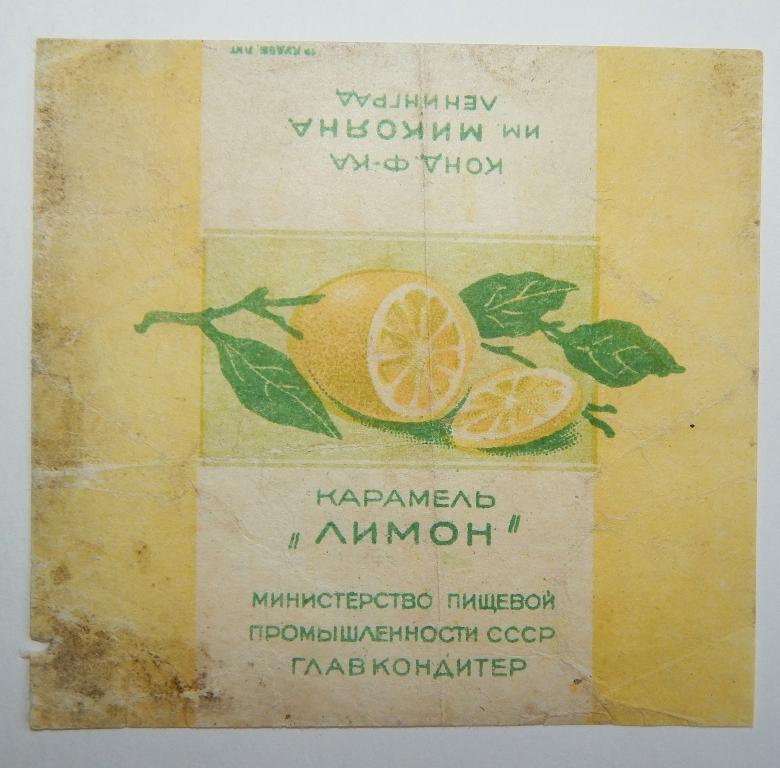 КОНД. Ф-КА
ИМ. МИКОЯНА
ЛЕНИНГРАД
КАРАМЕЛЬ
„ЛИМОН"
МИНИСТЕРСТВО ПИЩЕВОЙ
ПРОМЫШЛЕННОСТИ СССР
ГЛАВКОНДИТЕР